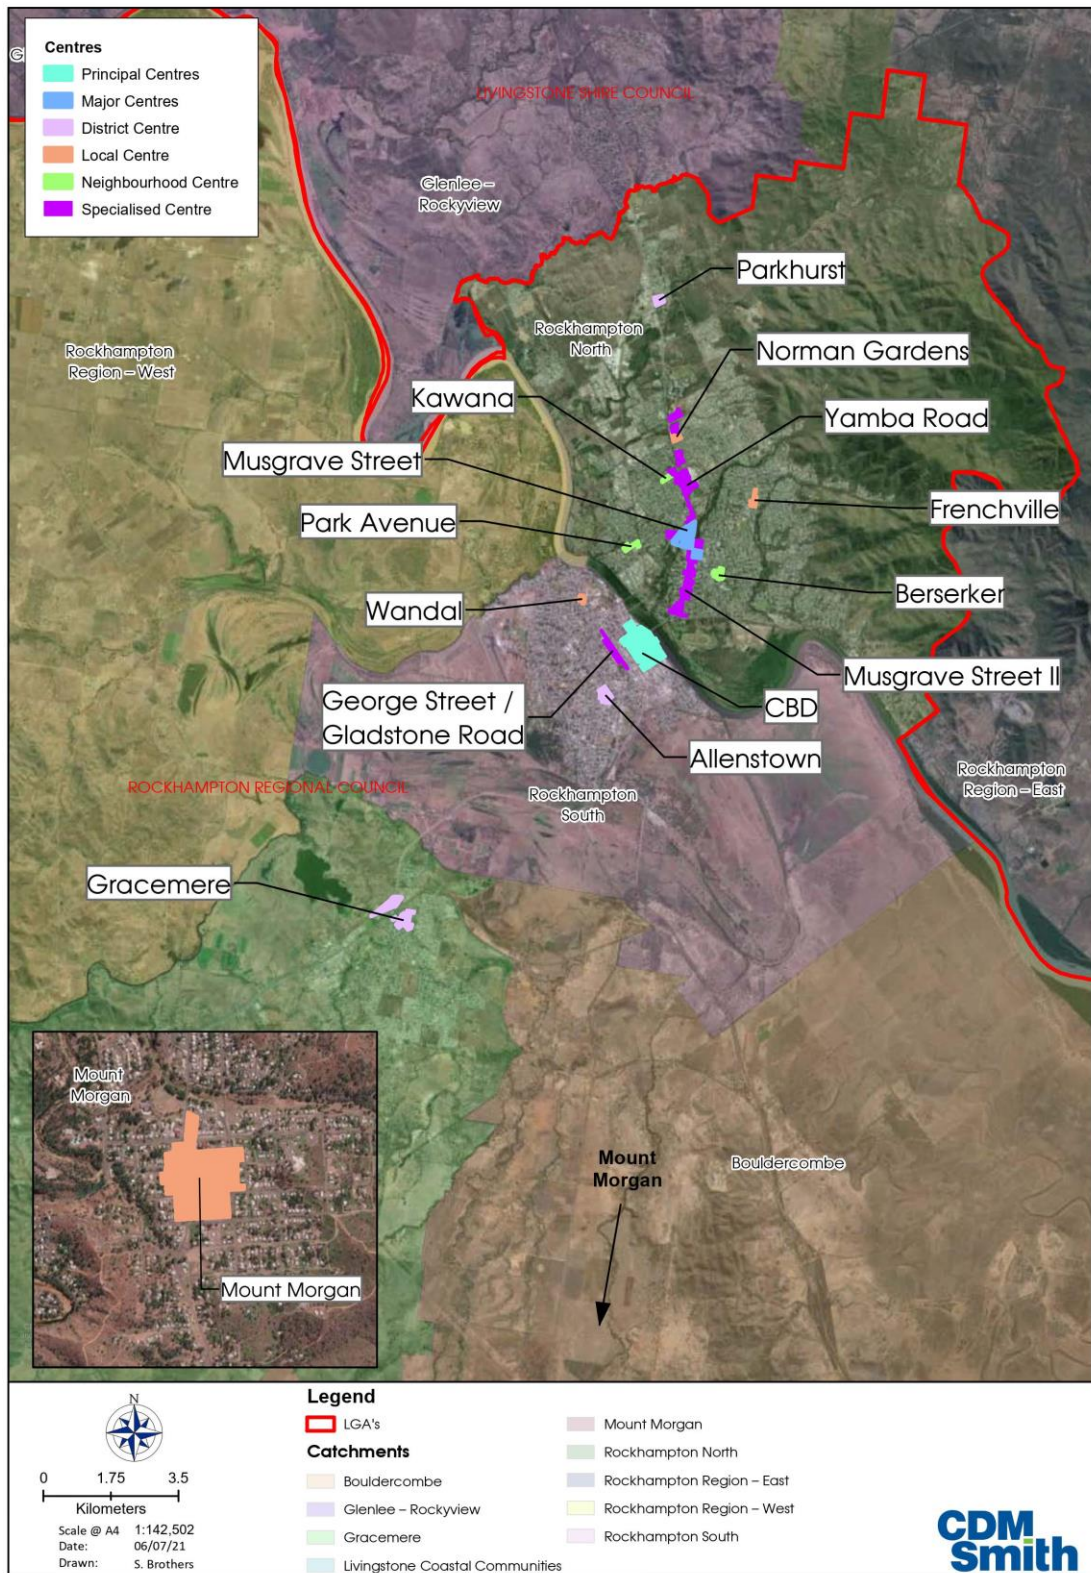 Centres
Principal Centres
Major Centres
District Centre
Local Centre
Neighbourhood Centre
Specialised Centre
LIVINGSTONE SHIRE COUNCIL
Glenlee –
Rockyview
Parkhurst
Rockhampton
North
Rockhampton
Region – West
Norman Gardens
Kawana
Yamba Road
Musgrave Street
Frenchville
Park Avenue
Berserker
Wandal
Musgrave Street II
George Street /
Gladstone Road
CBD
Allenstown
Rockhampton
Region – East
ROCKHAMPTON REGIONAL COUNCIL
Rockhampton
South
Gracemere
Mount
Morgan
Mount Morgan
Mount
Morgan
Bouldercombe
N
0 1.75 3.5
Kilometers
Scale @ A4 1:142,502
Date: 06/07/21
Drawn: S. Brothers
Legend
LGA's
Catchments
Bouldercombe
Glenlee – Rockyview
Gracemere
Livingstone Coastal Communities
Mount Morgan
Rockhampton North
Rockhampton Region – East
Rockhampton Region – West
Rockhampton South
CDM
Smith